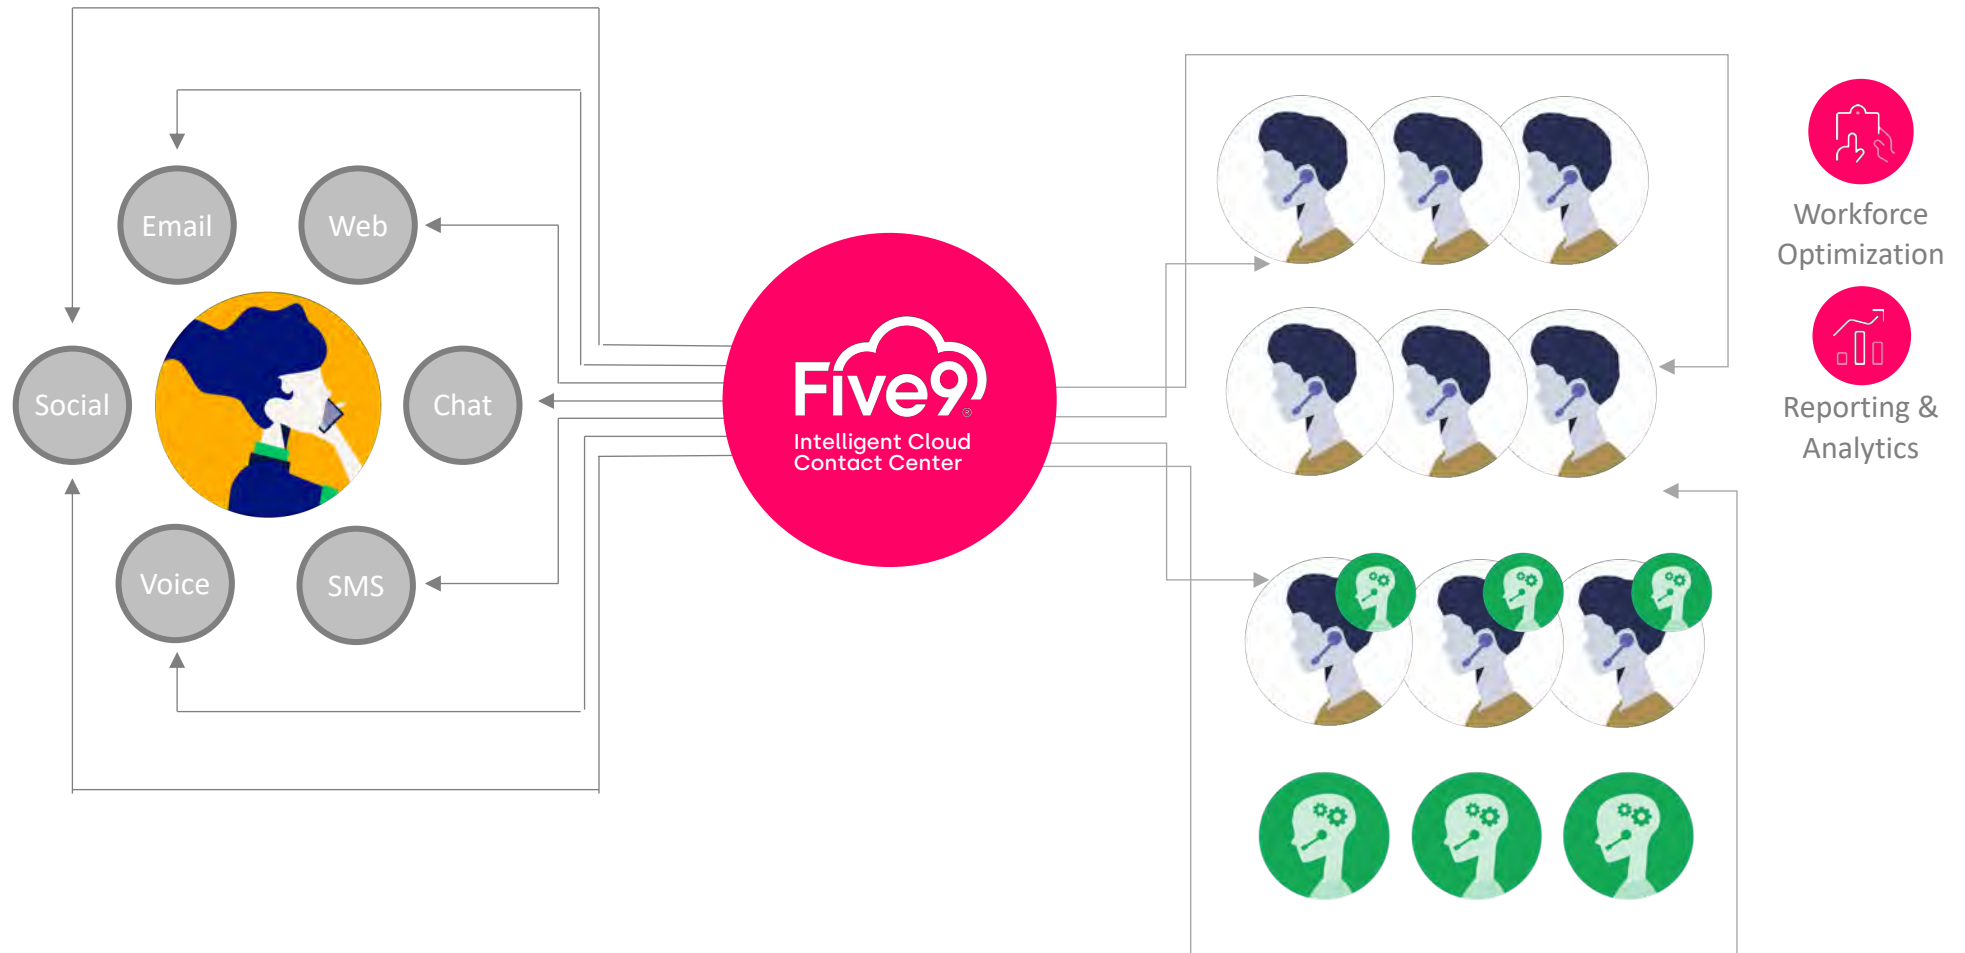 Email
Web
Social
Chat
Voice
SMS
Five9®
Intelligent Cloud
Contact Center
Workforce
Optimization
Reporting &
Analytics